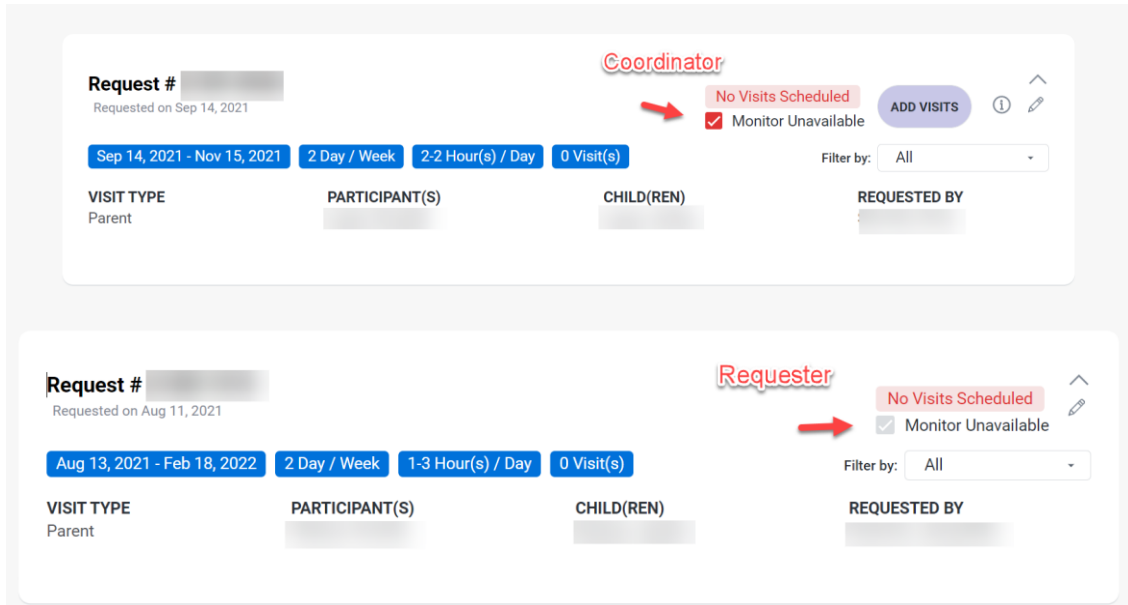 Coordinator
Request #
Requested on Sep 14, 2021
No Visits Scheduled
Monitor Unavailable
ADD VISITS
Sep 14, 2021 - Nov 15, 2021 2 Day / Week 2-2 Hour(s) / Day 0 Visit(s)
Filter by: All
VISIT TYPE PARTICIPANT(S) CHILD(REN) REQUESTED BY
Parent
Requester
Request #
Requested on Aug 11, 2021
No Visits Scheduled
Monitor Unavailable
Aug 13, 2021 - Feb 18, 2022 2 Day / Week 1-3 Hour(s) / Day 0 Visit(s)
Filter by: All
VISIT TYPE PARTICIPANT(S) CHILD(REN) REQUESTED BY
Parent